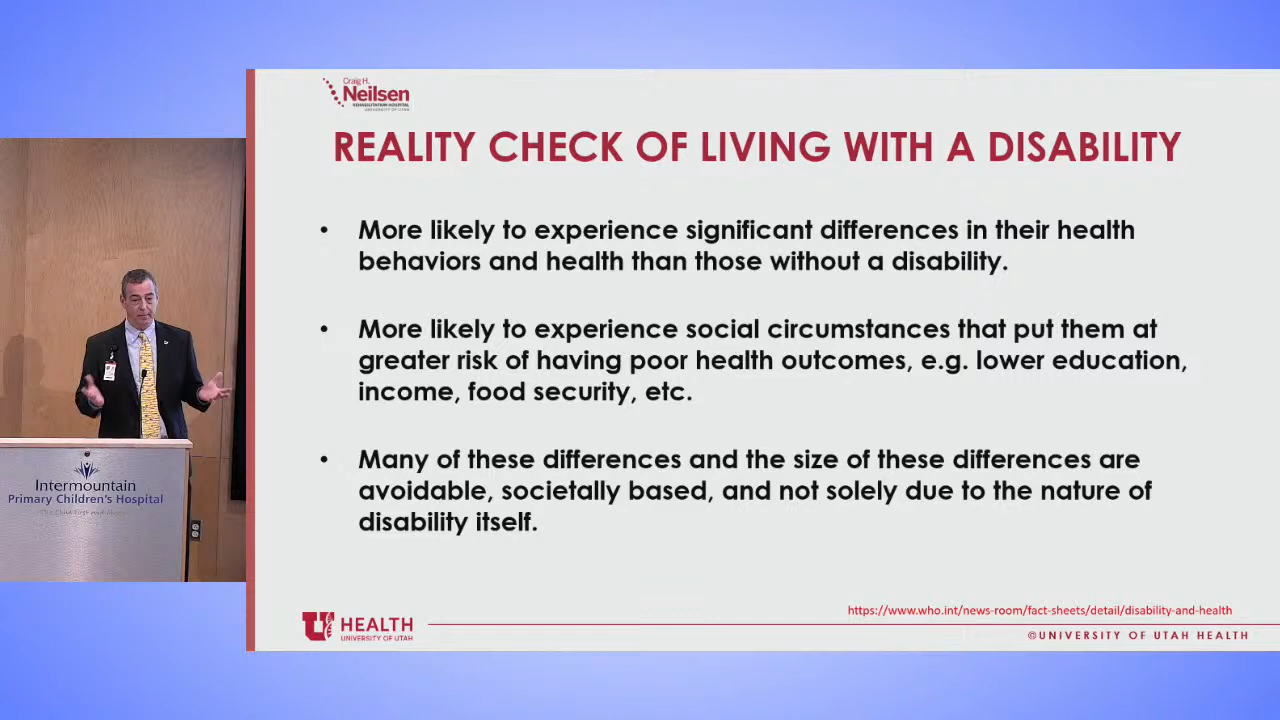 Craig H.
Neilsen
REHABILITATION HOSPITAL
UNIVERSITY OF UTAH
REALITY CHECK OF LIVING WITH A DISABILITY
• More likely to experience significant differences in their health
behaviors and health than those without a disability.
• More likely to experience social circumstances that put them at
greater risk of having poor health outcomes, e.g. lower education,
income, food security, etc.
• Many of these differences and the size of these differences are
avoidable, societally based, and not solely due to the nature of
disability itself.
https://www.who.int/news-room/fact-sheets/detail/disability-and-health
U HEALTH
UNIVERSITY OF UTAH
©UNIVERSITY OF UTAH HEALTH
Intermountain
Primary Children's Hospital